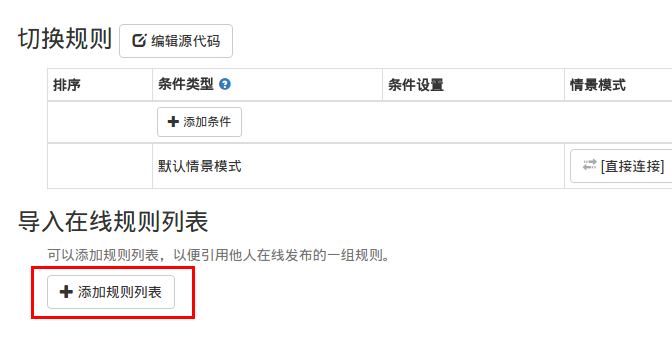 切换规则 编辑源代码
排序 条件类型 条件设置 情景模式
添加条件
默认情景模式 [直接连接]
导入在线规则列表
可以添加规则列表，以便引用他人在线发布的一组规则。
添加规则列表